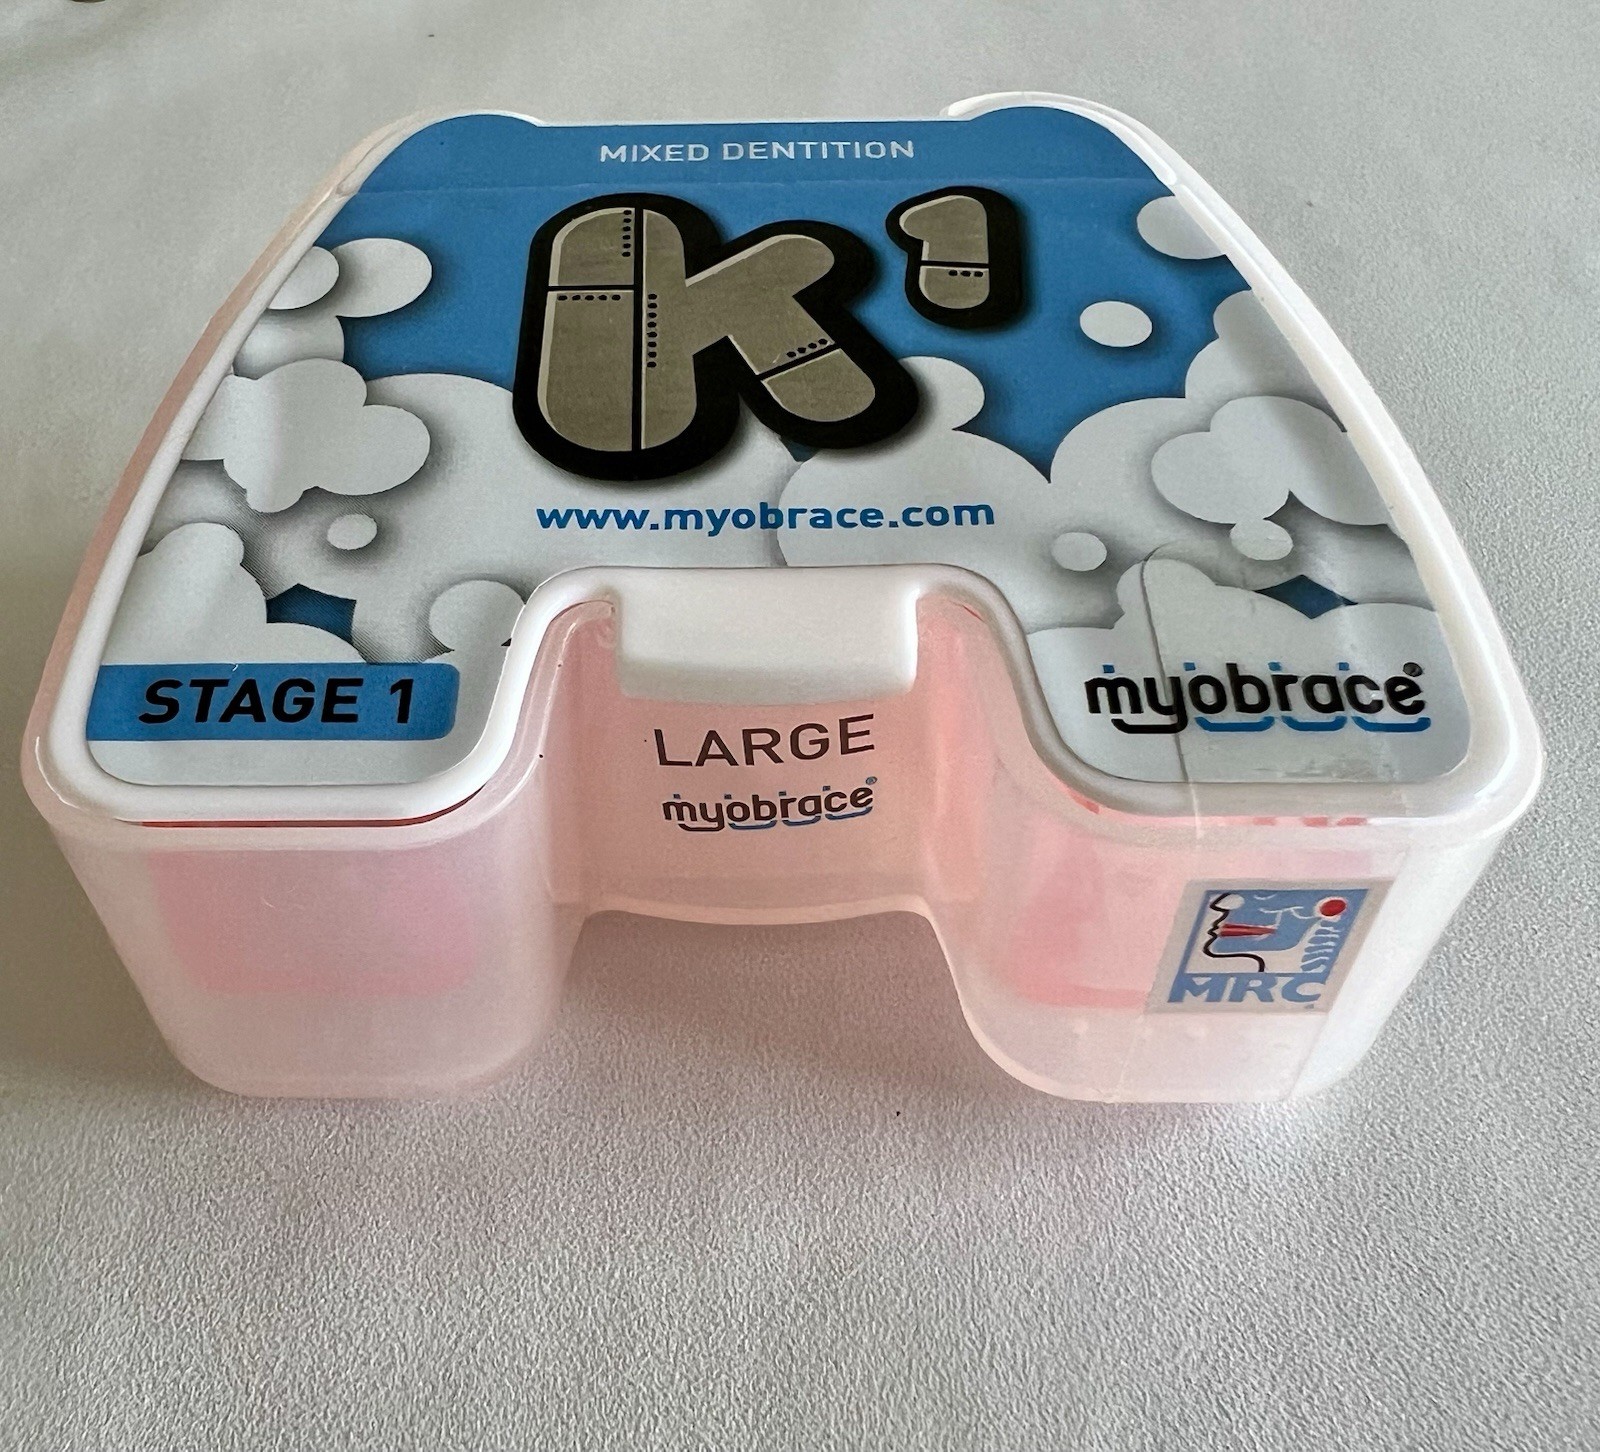 MIXED DENTITION
k1
www.myobrace.com
STAGE 1
myobrace®
LARGE
myobrace®
MRC